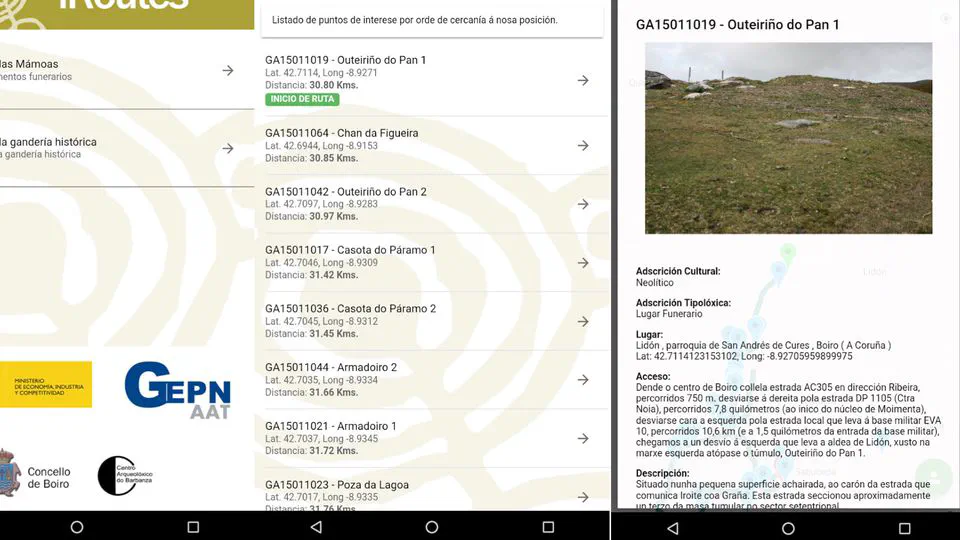 iRoutes
das Mámoas
mentos funerarios
la gandería histórica
a gandería histórica
MINISTERIO
DE ECONOMÍA, INDUSTRIA
Y COMPETITIVIDAD
GEPN
AAT
Concello
de Boiro
Centro
Arqueolóxico
do Barbanza
Listado de puntos de interese por orde de cercanía á nosa posición.
GA15011019 - Outeiriño do Pan 1
Lat. 42.7114, Long -8.9271
Distancia: 30.80 Kms.
INICIO DE RUTA
GA15011064 - Chan da Figueira
Lat. 42.6944, Long -8.9153
Distancia: 30.85 Kms.
GA15011042 - Outeiriño do Pan 2
Lat. 42.7097, Long -8.9283
Distancia: 30.97 Kms.
GA15011017 - Casota do Páramo 1
Lat. 42.7046, Long -8.9309
Distancia: 31.42 Kms.
GA15011036 - Casota do Páramo 2
Lat. 42.7045, Long -8.9312
Distancia: 31.45 Kms.
GA15011044 - Armadoiro 2
Lat. 42.7035, Long -8.9334
Distancia: 31.66 Kms.
GA15011021 - Armadoiro 1
Lat. 42.7037, Long -8.9345
Distancia: 31.72 Kms.
GA15011023 - Poza da Lagoa
Lat. 42.7017, Long -8.9335
Distancia: 31.76 Kms.
GA15011019 - Outeiriño do Pan 1
Lidón
Adscrición Cultural:
Neolítico
Adscrición Tipolóxica:
Lugar Funerario
Lugar:
Lidón , parroquia de San Andrés de Cures , Boiro ( A Coruña )
Lat: 42.7114123153102, Long: -8.92705959899975
Acceso:
Dende o centro de Boiro collela estrada AC305 en dirección Ribeira,
percorridos 750 m. desviarse á dereita pola estrada DP 1105 (Ctra
Noia), percorridos 7,8 quilómetros (ao inico do núcleo de Moimenta),
desviarse cara a esquerda pola estrada local que leva á base militar EVA
10, percorridos 10,6 km (e a 1,5 quilómetros da entrada da base militar),
chegamos a un desvío á esquerda que leva a aldea de Lidón, xusto na
marxe esquerda atópase o túmulo, Outeiriño do Pan 1.
Descrición:
Situado nunha pequena superficie achairada, ao carón da estrada que
comunica Iroite coa Graña. Esta estrada seccionou aproximadamente
un terzo da masa tumular no sector setentrional.